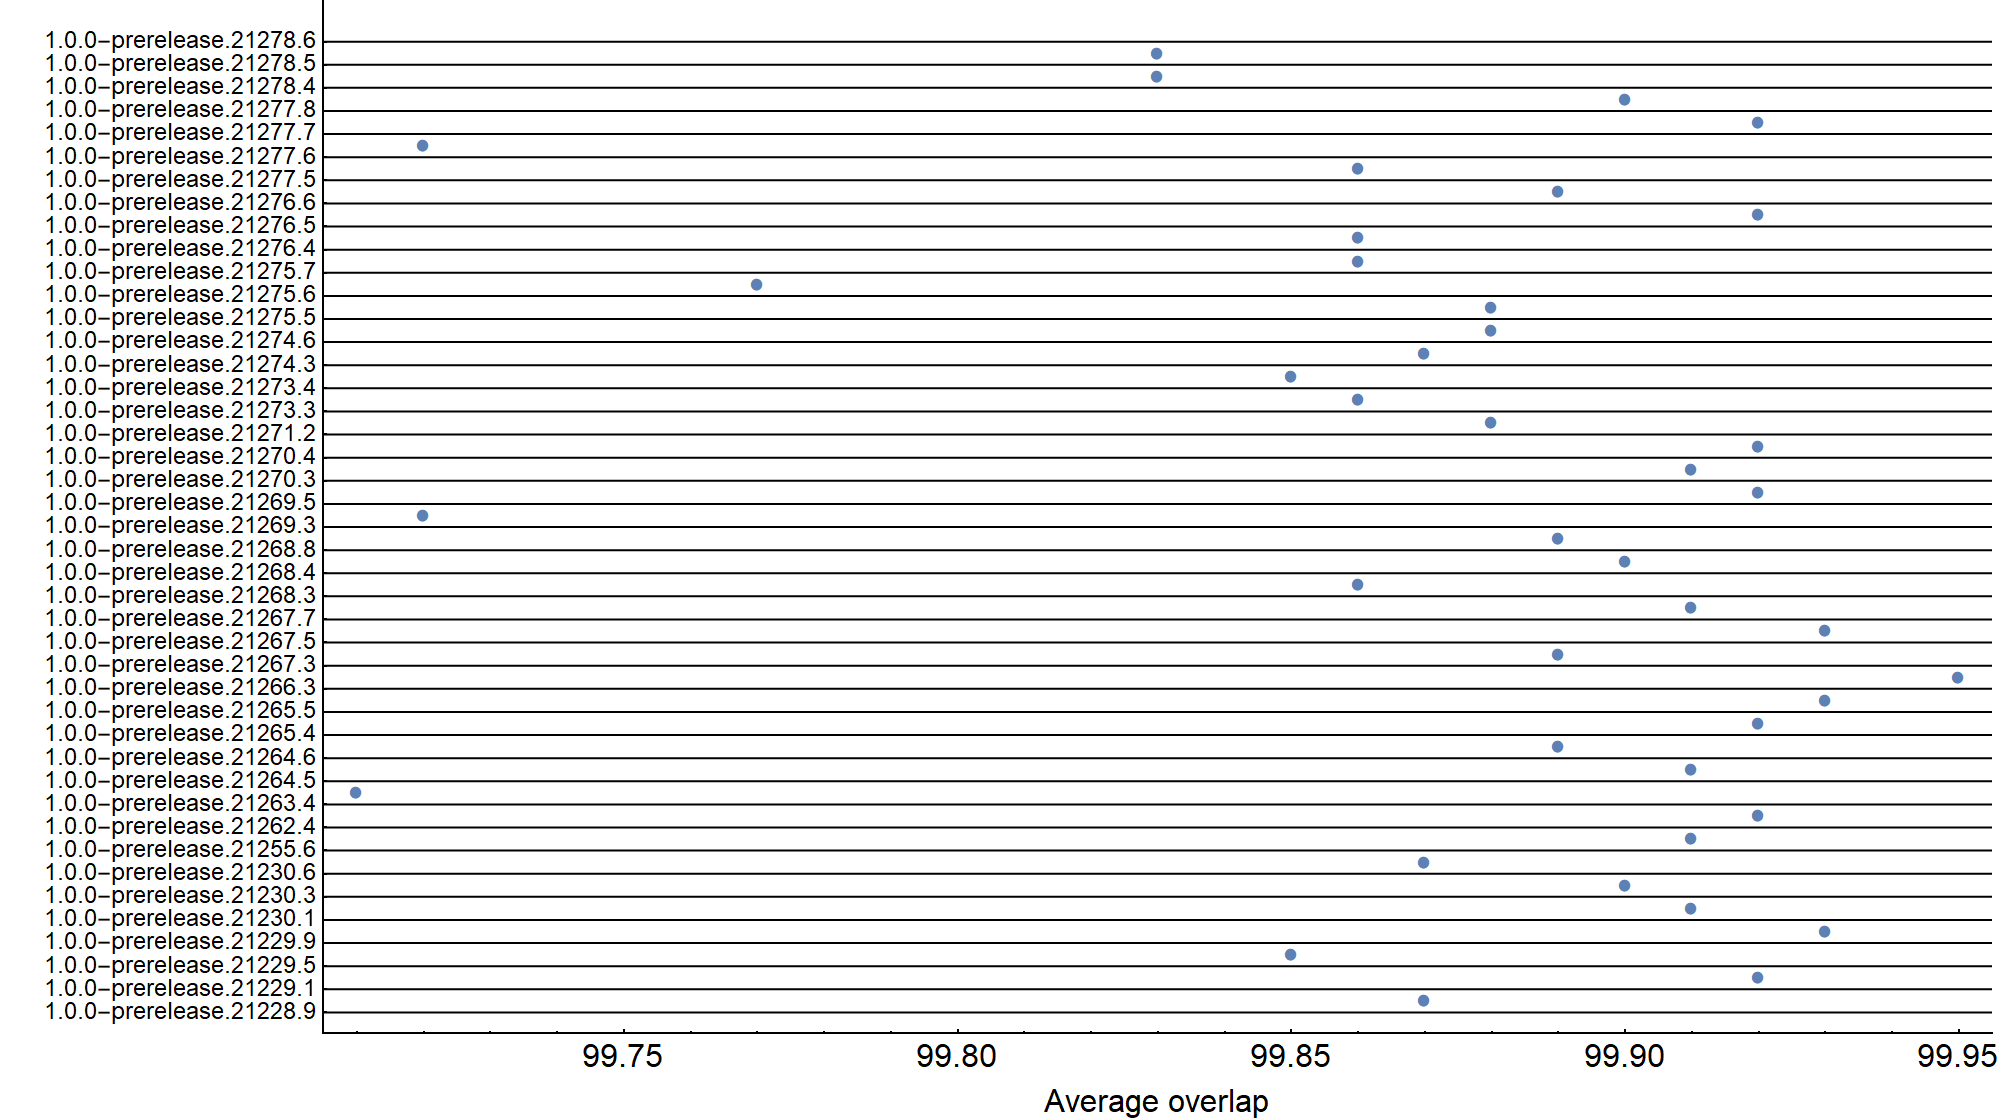 1.0.0−prerelease.21278.6
1.0.0−prerelease.21278.5
1.0.0−prerelease.21278.4
1.0.0−prerelease.21277.8
1.0.0−prerelease.21277.7
1.0.0−prerelease.21277.6
1.0.0−prerelease.21277.5
1.0.0−prerelease.21276.6
1.0.0−prerelease.21276.5
1.0.0−prerelease.21276.4
1.0.0−prerelease.21275.7
1.0.0−prerelease.21275.6
1.0.0−prerelease.21275.5
1.0.0−prerelease.21274.6
1.0.0−prerelease.21274.3
1.0.0−prerelease.21273.4
1.0.0−prerelease.21273.3
1.0.0−prerelease.21271.2
1.0.0−prerelease.21270.4
1.0.0−prerelease.21270.3
1.0.0−prerelease.21269.5
1.0.0−prerelease.21269.3
1.0.0−prerelease.21268.8
1.0.0−prerelease.21268.4
1.0.0−prerelease.21268.3
1.0.0−prerelease.21267.7
1.0.0−prerelease.21267.5
1.0.0−prerelease.21267.3
1.0.0−prerelease.21266.3
1.0.0−prerelease.21265.5
1.0.0−prerelease.21265.4
1.0.0−prerelease.21264.6
1.0.0−prerelease.21264.5
1.0.0−prerelease.21263.4
1.0.0−prerelease.21262.4
1.0.0−prerelease.21255.6
1.0.0−prerelease.21230.6
1.0.0−prerelease.21230.3
1.0.0−prerelease.21230.1
1.0.0−prerelease.21229.9
1.0.0−prerelease.21229.5
1.0.0−prerelease.21229.1
1.0.0−prerelease.21228.9
99.75 99.80 99.85 99.90 99.95
Average overlap